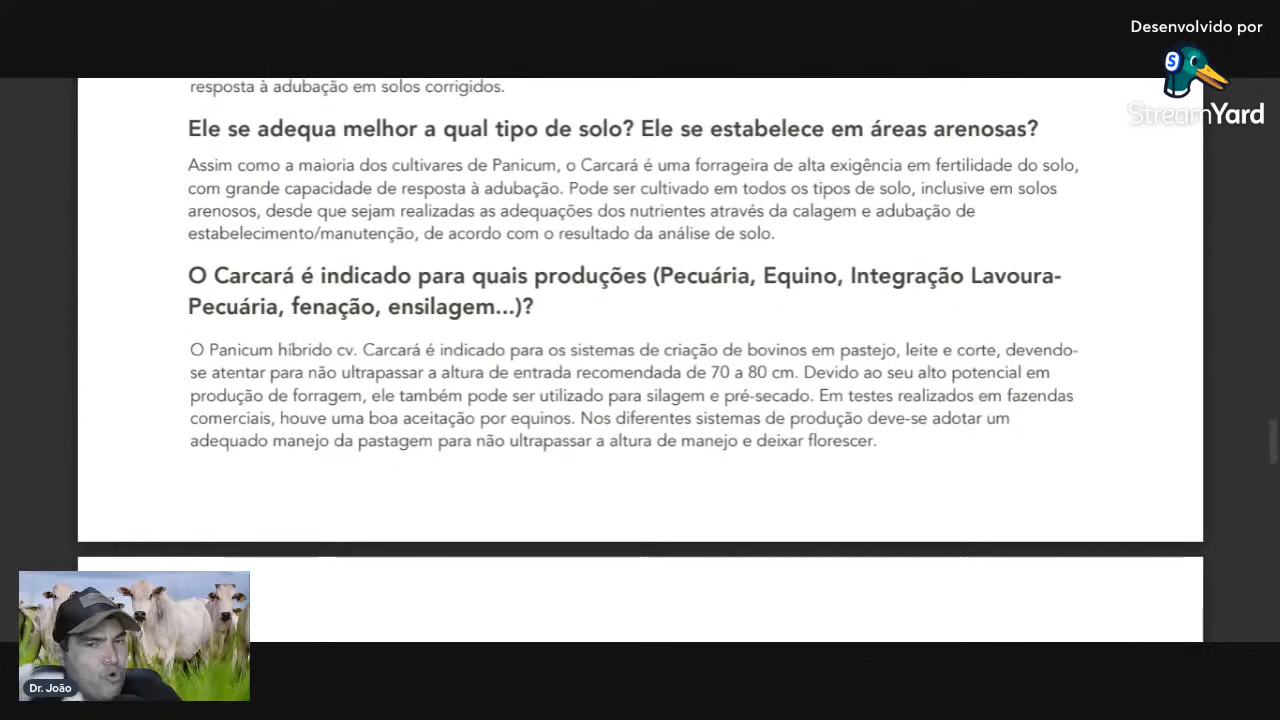 Desenvolvido por
StreamYard
resposta à adubação em solos corrigidos.
Ele se adequa melhor a qual tipo de solo? Ele se estabelece em áreas arenosas?
Assim como a maioria dos cultivares de Panicum, o Carcará é uma forrageira de alta exigência em fertilidade do solo,
com grande capacidade de resposta à adubação. Pode ser cultivado em todos os tipos de solo, inclusive em solos
arenosos, desde que sejam realizadas as adequações dos nutrientes através da calagem e adubação de
estabelecimento/manutenção, de acordo com o resultado da análise de solo.
O Carcará é indicado para quais produções (Pecuária, Equino, Integração Lavoura-
Pecuária, fenação, ensilagem...)?
O Panicum híbrido cv. Carcará é indicado para os sistemas de criação de bovinos em pastejo, leite e corte, devendo-
se atentar para não ultrapassar a altura de entrada recomendada de 70 a 80 cm. Devido ao seu alto potencial em
produção de forragem, ele também pode ser utilizado para silagem e pré-secado. Em testes realizados em fazendas
comerciais, houve uma boa aceitação por equinos. Nos diferentes sistemas de produção deve-se adotar um
adequado manejo da pastagem para não ultrapassar a altura de manejo e deixar florescer.
Dr. João